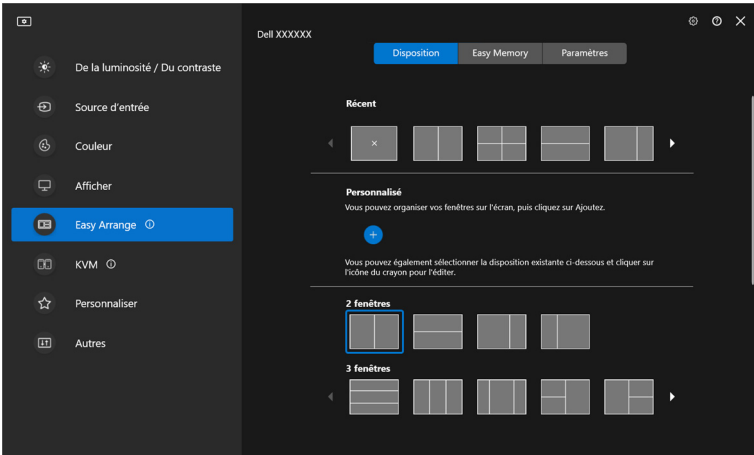 Dell XXXXXX
Disposition
Easy Memory
Paramètres
De la luminosité / Du contraste
Source d'entrée
Couleur
Afficher
Easy Arrange
KVM
Personnaliser
Autres
Récent
Personnalisé
Vous pouvez organiser vos fenêtres sur l'écran, puis cliquez sur Ajoutez.
Vous pouvez également sélectionner la disposition existante ci-dessous et cliquer sur
l'icône du crayon pour l'éditer.
2 fenêtres
3 fenêtres